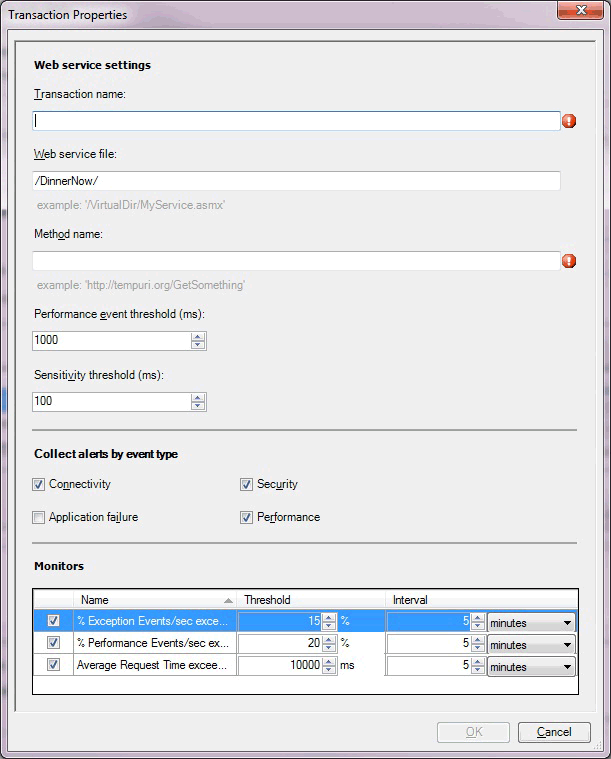 Transaction Properties
Web service settings
Transaction name:
Web service file:
/DinnerNow/
example: '/VirtualDir/MyService.asmx'
Method name:
example: 'http://tempuri.org/GetSomething'
Performance event threshold (ms):
1000
Sensitivity threshold (ms):
100
Collect alerts by event type
Connectivity Security
Application failure Performance
Monitors
Name Threshold Interval
% Exception Events/sec exce... 15 % 5 minutes
% Performance Events/sec ex... 20 % 5 minutes
Average Request Time excee... 10000 ms 5 minutes
OK Cancel